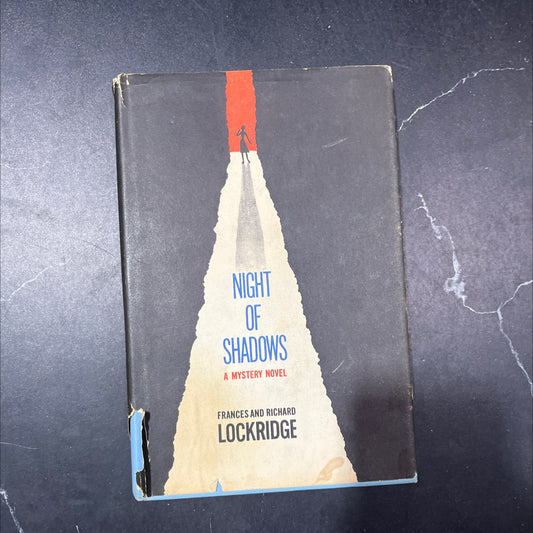 NIGHT
OF
SHADOWS
A MYSTERY NOVEL
FRANCES AND RICHARD
LOCKRIDGE